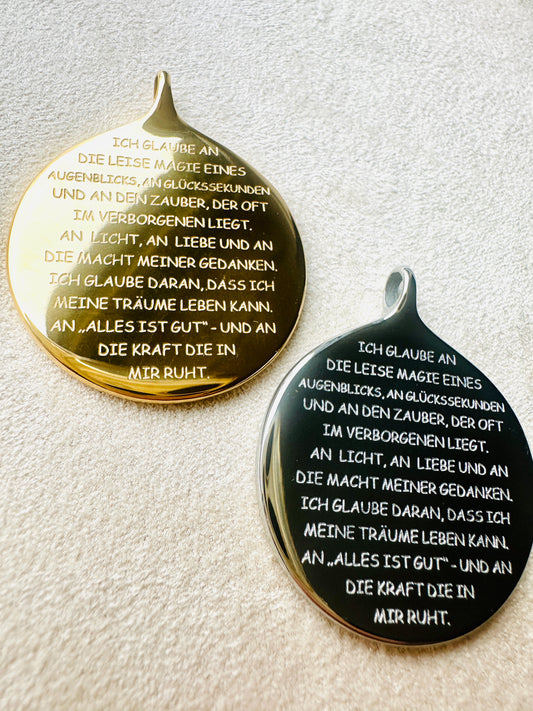 ICH GLAUBE AN
DIE LEISE MAGIE EINES
AUGENBLICKS, AN GLÜCKSSEKUNDEN
UND AN DEN ZAUBER, DER OFT
IM VERBORGENEN LIEGT.
AN LICHT, AN LIEBE UND AN
DIE MACHT MEINER GEDANKEN.
ICH GLAUBE DARAN, DASS ICH
MEINE TRÄUME LEBEN KANN.
AN „ALLES IST GUT“ - UND AN
DIE KRAFT DIE IN
MIR RUHT.
ICH GLAUBE AN
DIE LEISE MAGIE EINES
AUGENBLICKS, AN GLÜCKSSEKUNDEN
UND AN DEN ZAUBER, DER OFT
IM VERBORGENEN LIEGT.
AN LICHT, AN LIEBE UND AN
DIE MACHT MEINER GEDANKEN.
ICH GLAUBE DARAN, DASS ICH
MEINE TRÄUME LEBEN KANN.
AN „ALLES IST GUT“ - UND AN
DIE KRAFT DIE IN
MIR RUHT.